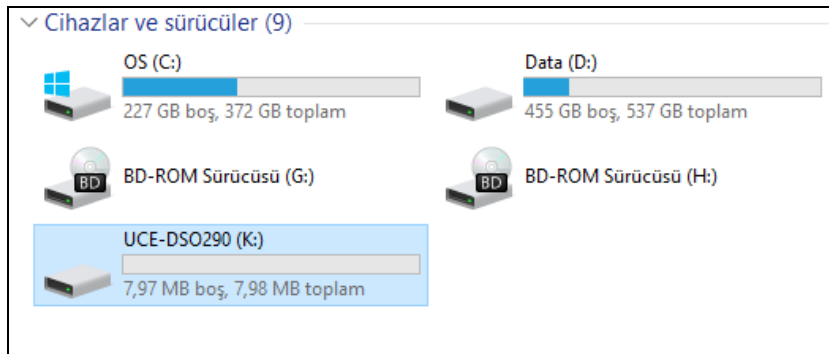 Cihazlar ve sürücüler (9)
OS (C:)
227 GB boş, 372 GB toplam
Data (D:)
455 GB boş, 537 GB toplam
BD
BD-ROM Sürücüsü (G:)
BD
BD-ROM Sürücüsü (H:)
UCE-DSO290 (K:)
7,97 MB boş, 7,98 MB toplam